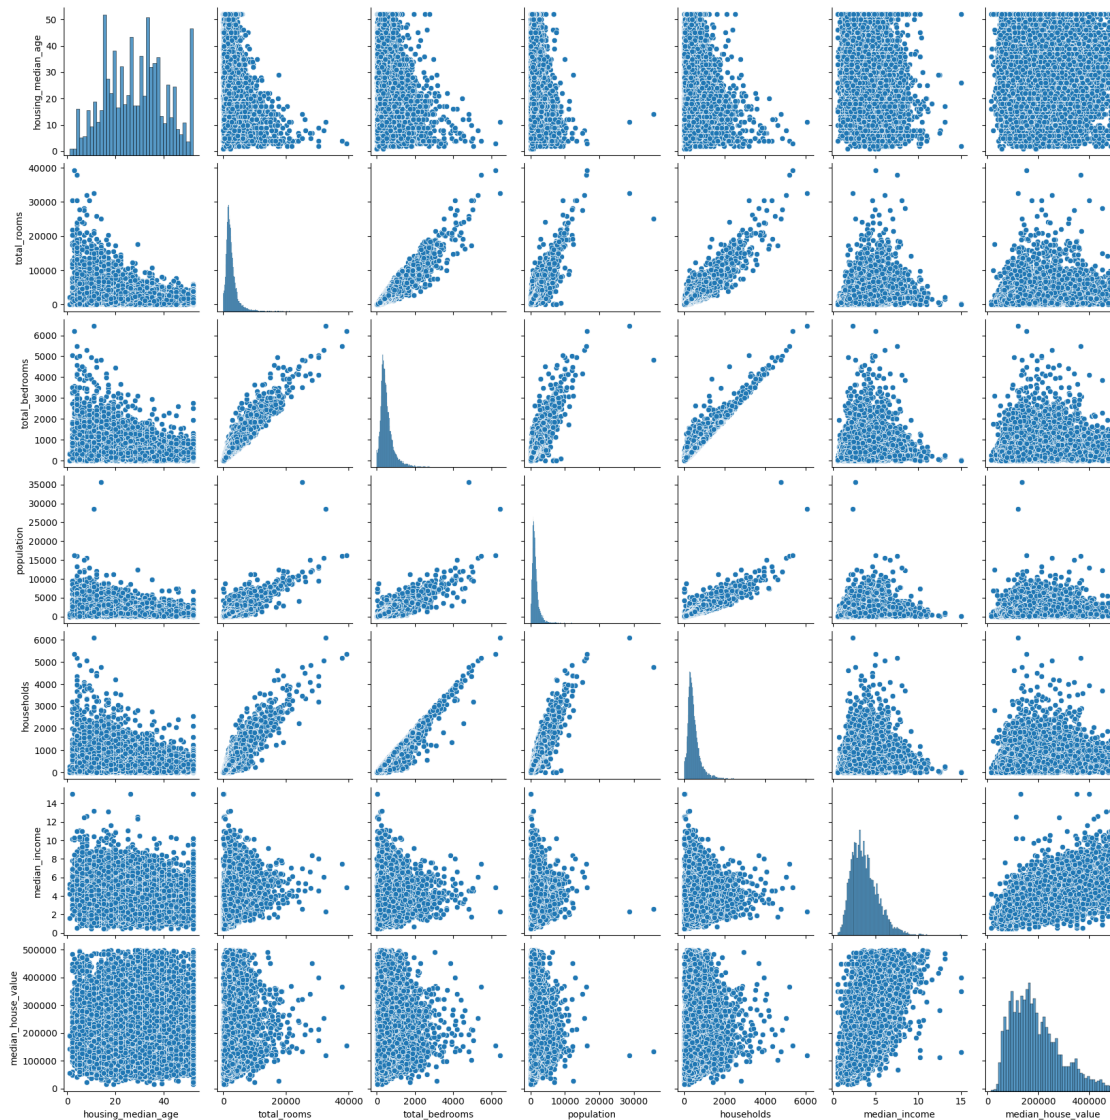 housing_median_age
50
40
30
20
10
0
total_rooms
40000
30000
20000
10000
0
total_bedrooms
6000
5000
4000
3000
2000
1000
0
population
35000
30000
25000
20000
15000
10000
5000
0
households
6000
5000
4000
3000
2000
1000
0
median_income
14
12
10
8
6
4
2
0
median_house_value
500000
400000
300000
200000
100000
0
0 20 40
housing_median_age
0 20000 40000
total_rooms
0 2000 4000 6000
total_bedrooms
0 10000 20000 30000
population
0 2000 4000 6000
households
0 5 10 15
median_income
0 200000 40000
median_house_value